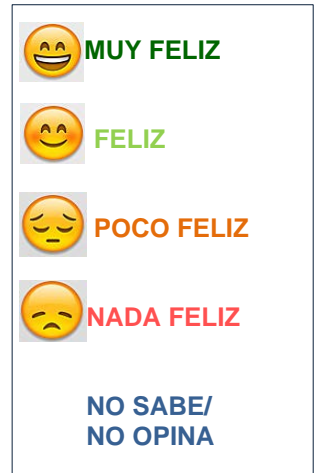 MUY FELIZ
FELIZ
POCO FELIZ
NADA FELIZ
NO SABE/
NO OPINA